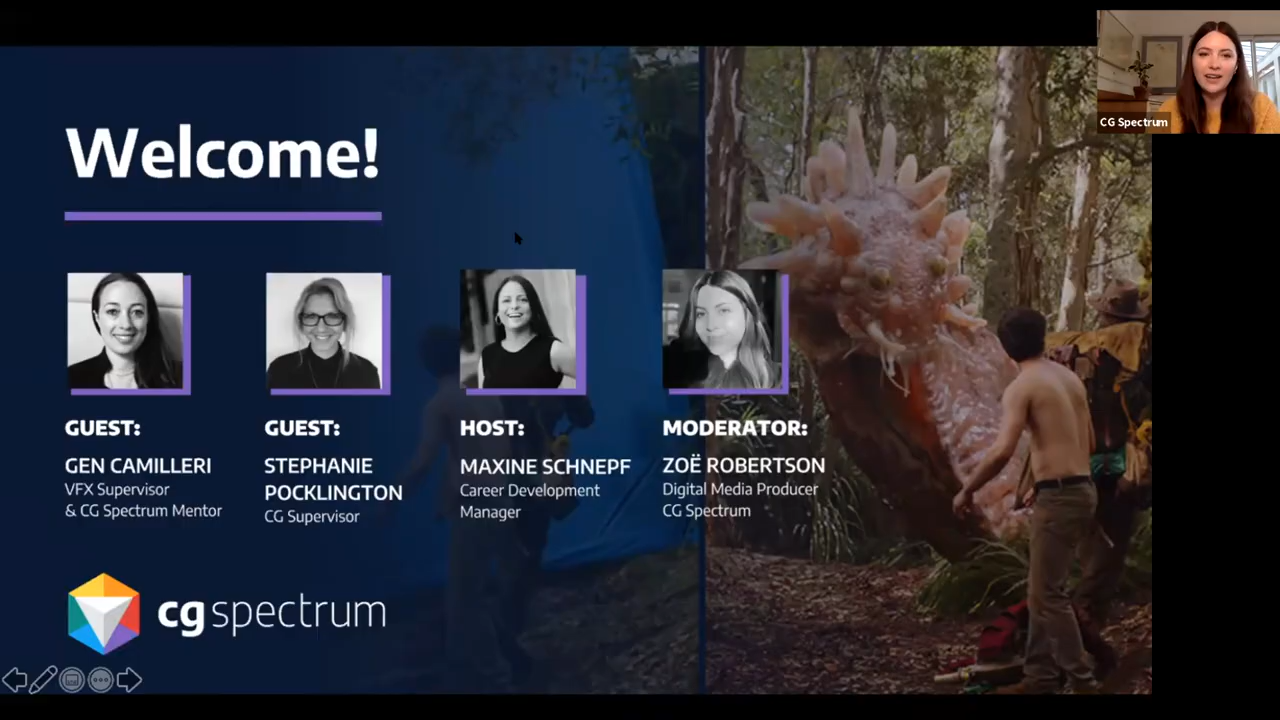 CG Spectrum
Welcome!
GUEST:
GEN CAMILLERI
VFX Supervisor
& CG Spectrum Mentor
GUEST:
STEPHANIE
POCKLINGTON
CG Supervisor
HOST:
MAXINE SCHNEPF
Career Development
Manager
MODERATOR:
ZOË ROBERTSON
Digital Media Producer
CG Spectrum
cg spectrum